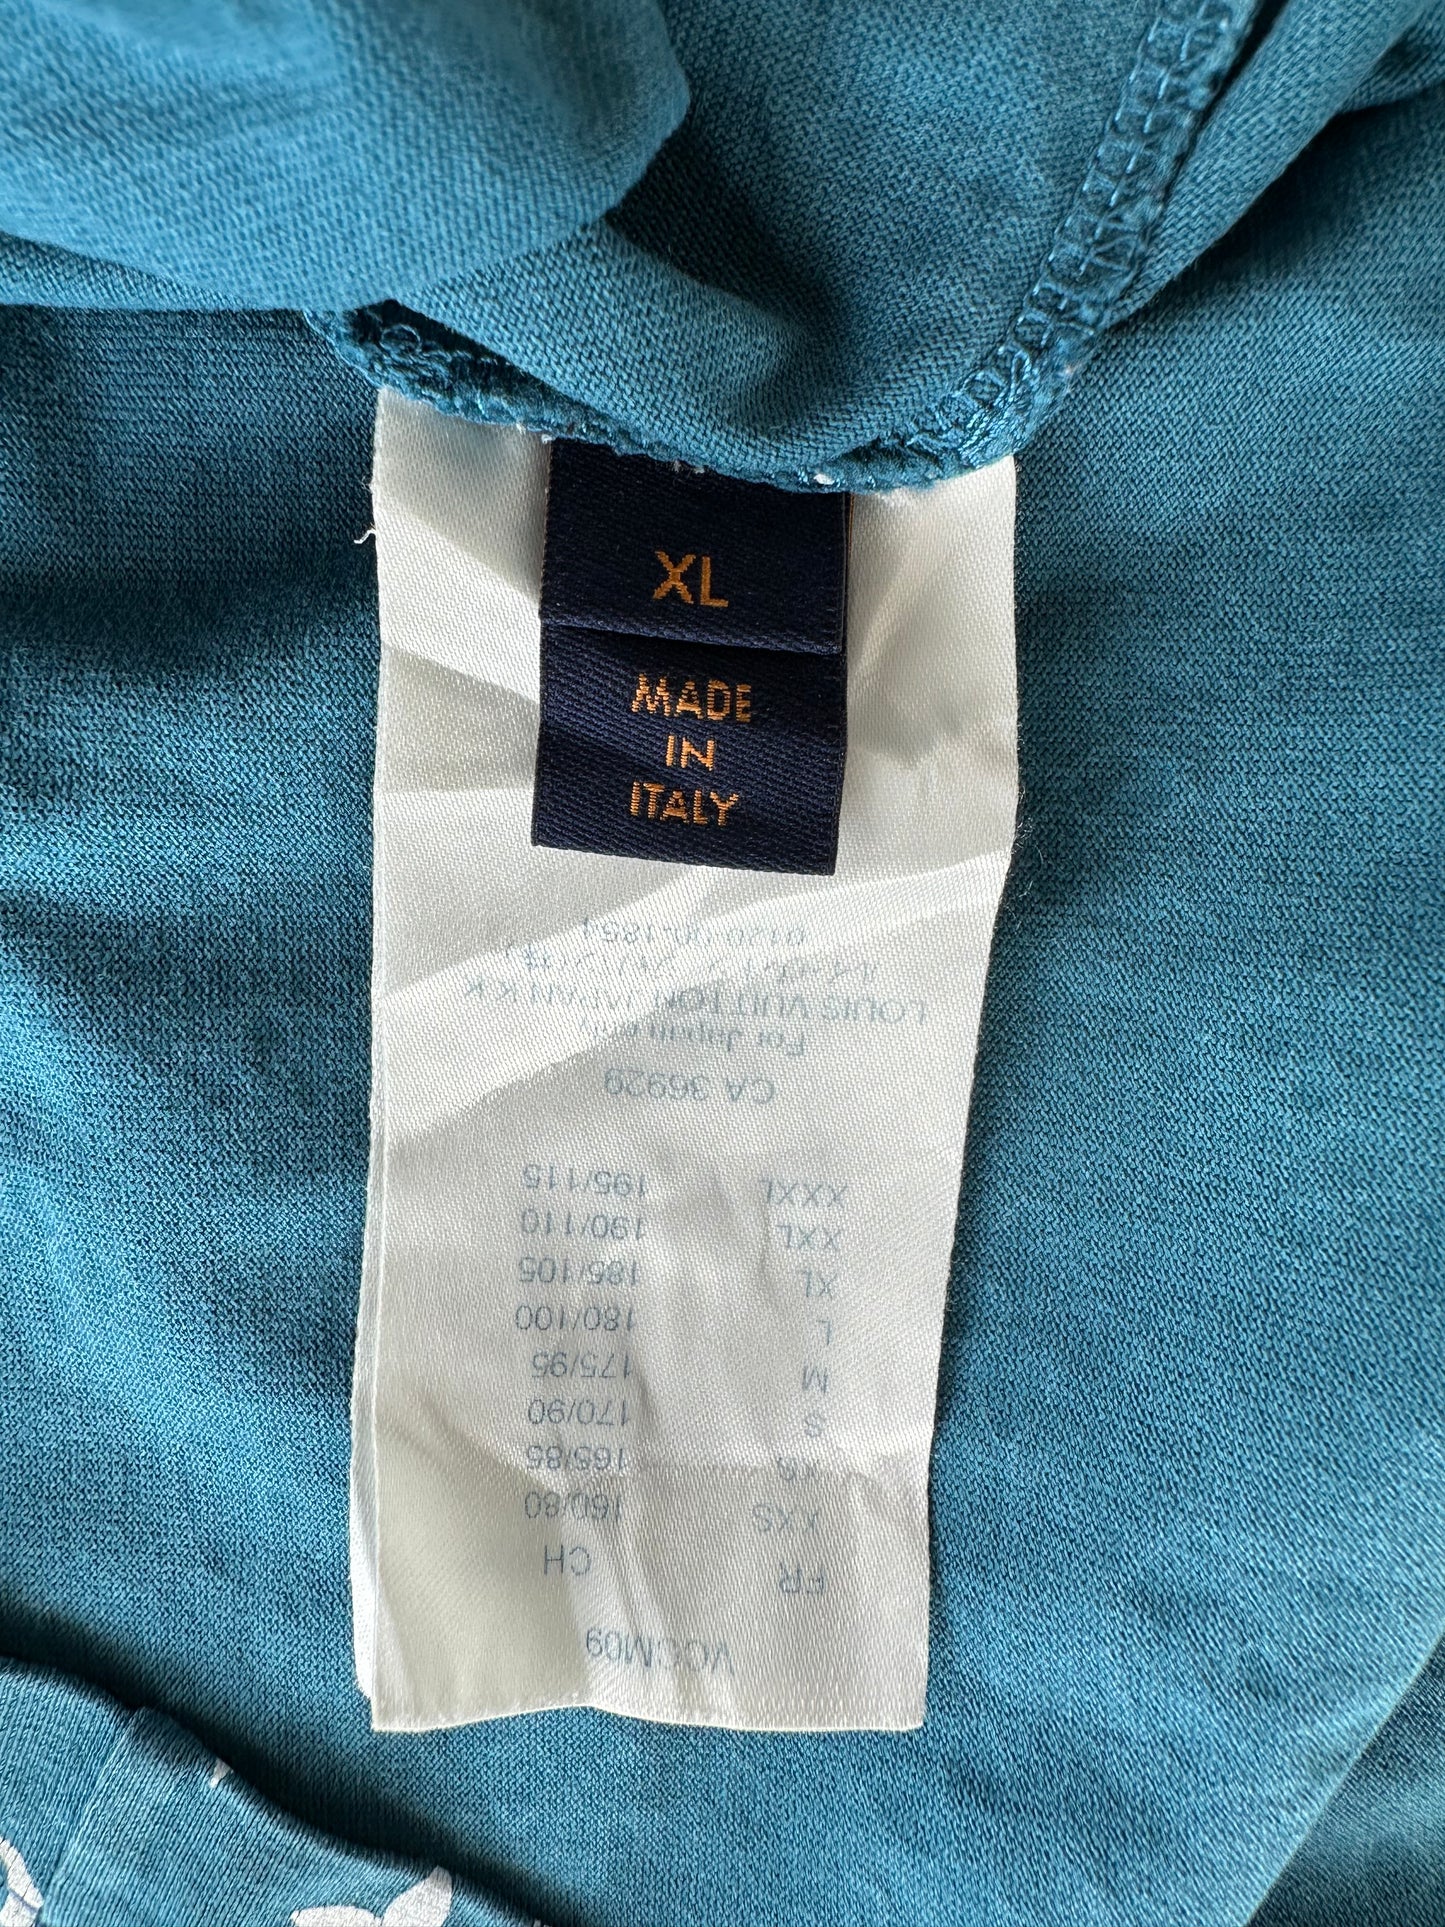 XL
MADE
IN
ITALY
VCCM09
FR CH
XXS 160/80
XS 165/85
S 170/90
M 175/95
L 180/100
XL 185/105
XXL 190/110
XXXL 195/115
CA 36929
For Japan only
LOUIS VUITTON JAPAN K K